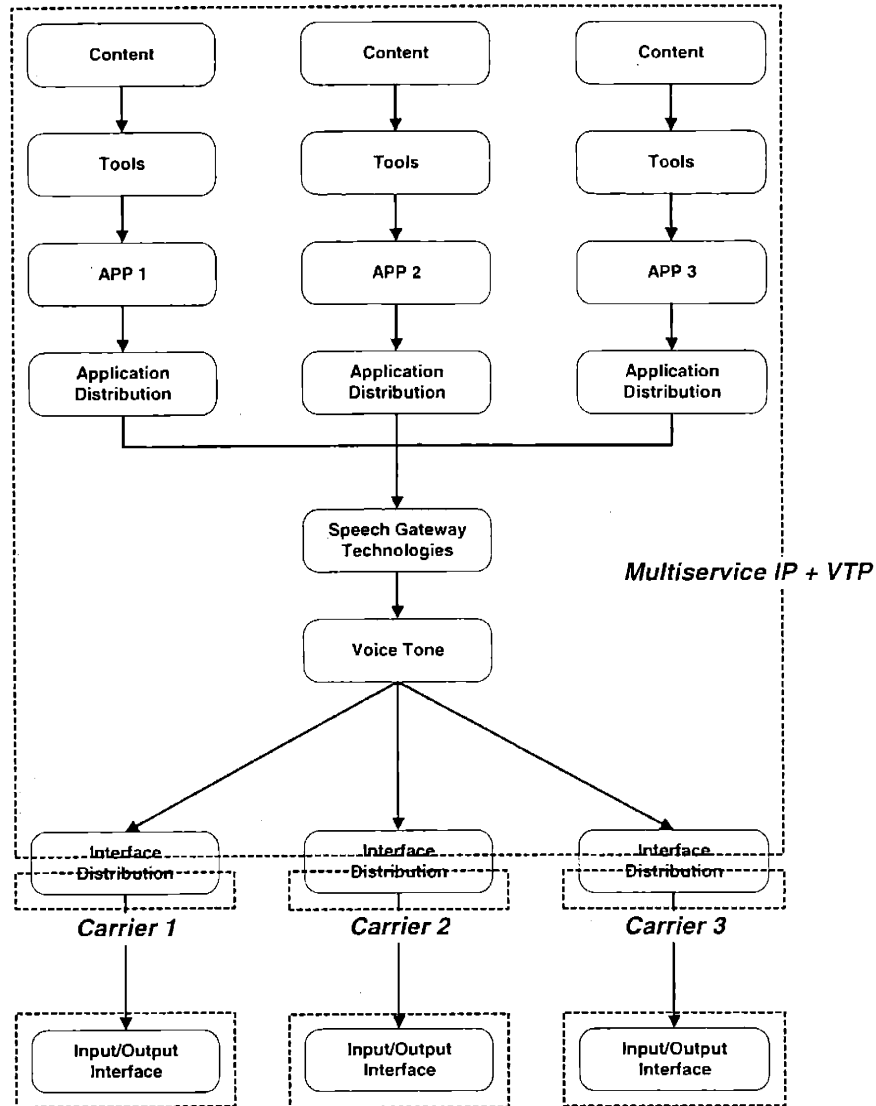 Content
Content
Content
Tools
Tools
Tools
APP 1
APP 2
APP 3
Application
Distribution
Application
Distribution
Application
Distribution
Speech Gateway
Technologies
Multiservice IP + VTP
Voice Tone
Interface
Distribution
Interface
Distribution
Interface
Distribution
Carrier 1
Carrier 2
Carrier 3
Input/Output
Interface
Input/Output
Interface
Input/Output
Interface